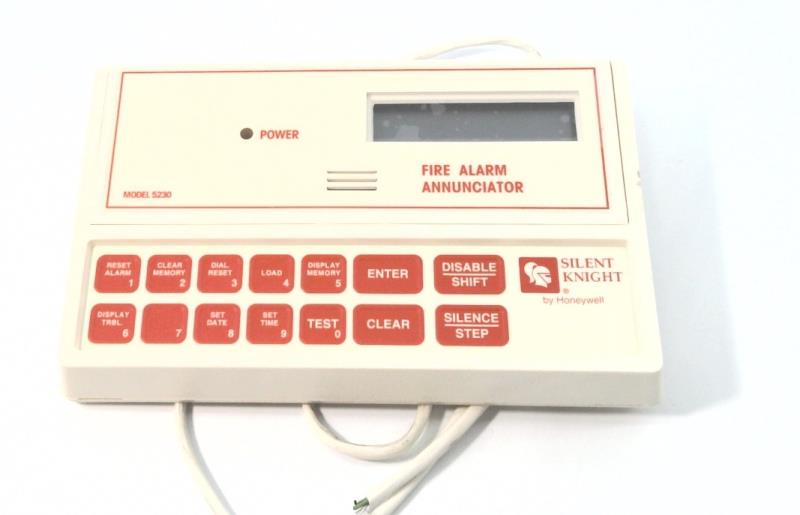 POWER
FIRE ALARM
ANNUNCIATOR
MODEL 5230
RESET
ALARM
1
CLEAR
MEMORY
2
DIAL
RESET
3
LOAD
4
DISPLAY
MEMORY
5
ENTER
DISABLE
SHIFT
SILENT
KNIGHT
®
by Honeywell
DISPLAY
TRBL.
6
7
SET
DATE
8
SET
TIME
9
TEST
0
CLEAR
SILENCE
STEP